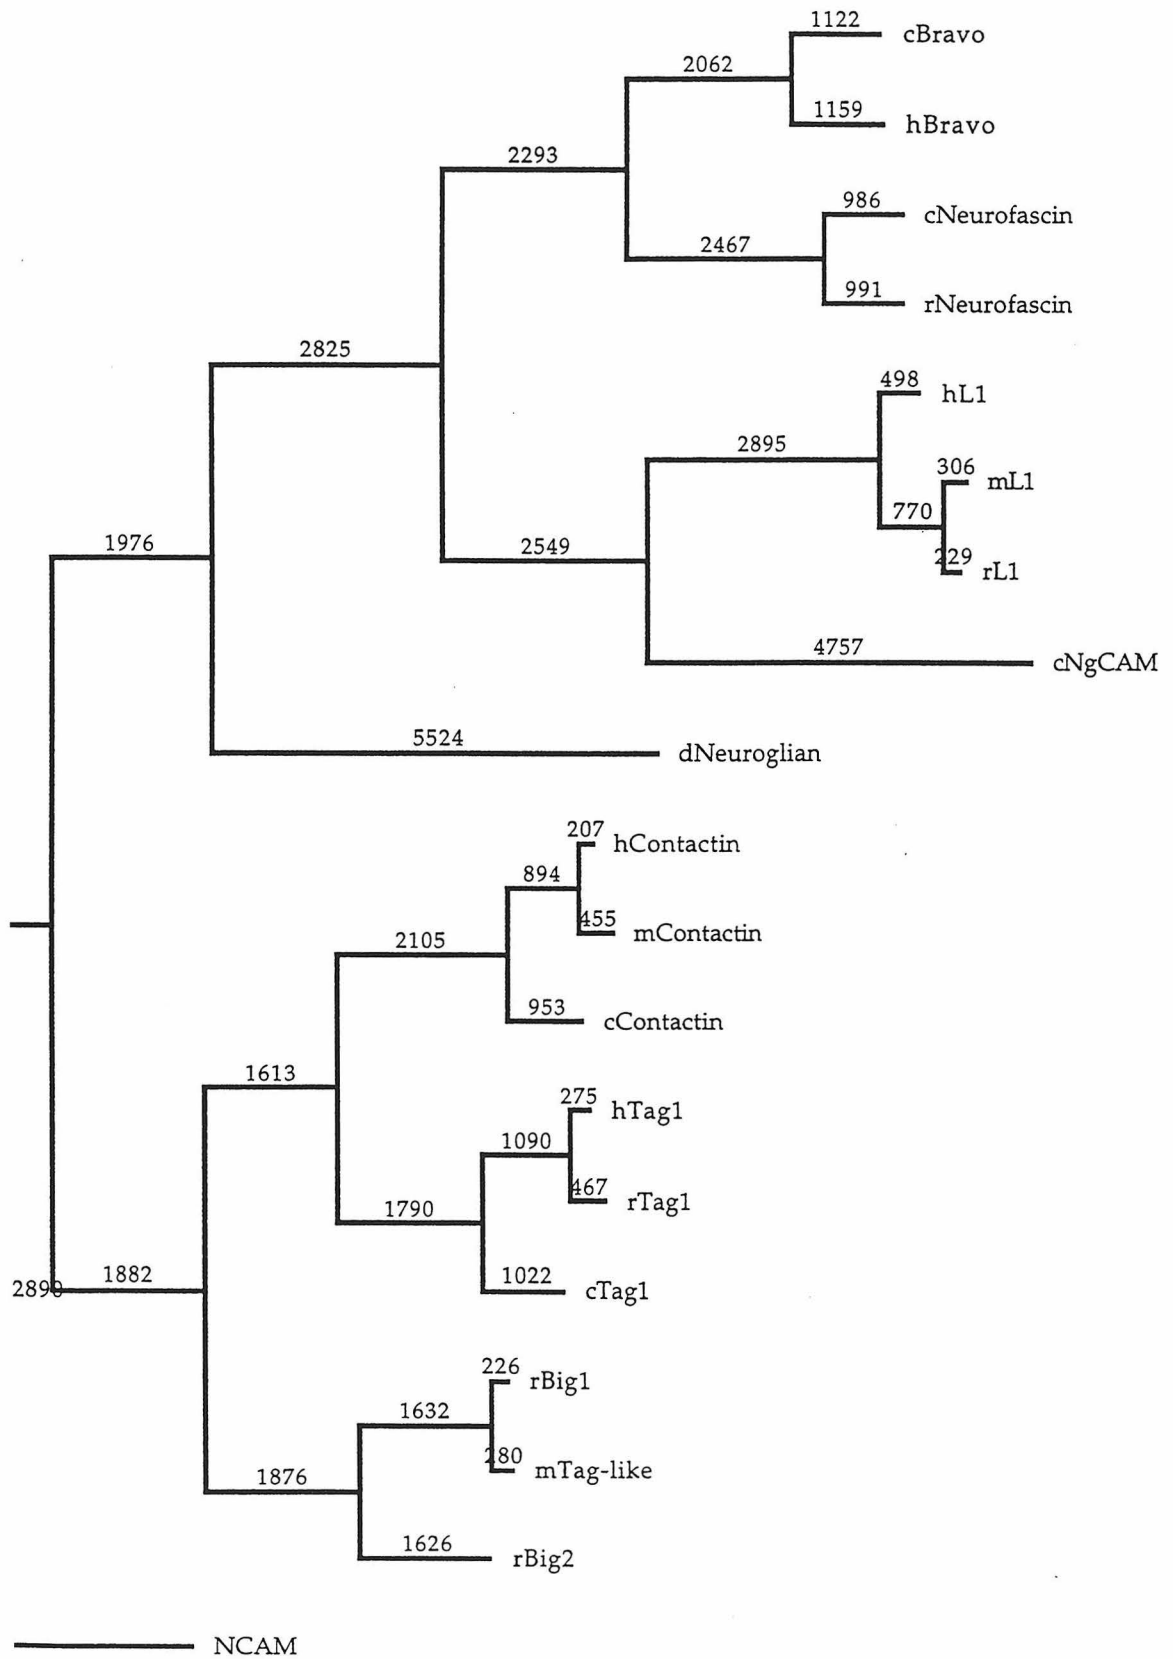 1122
cBravo
2062
1159
hBravo
2293
986
cNeurofascin
2467
991
rNeurofascin
2825
498
hL1
2895
306
mL1
770
229
rL1
1976
2549
4757
cNgCAM
5524
dNeuroglian
207
hContactin
894
455
mContactin
2105
953
cContactin
1613
275
hTag1
1090
467
rTag1
1790
1022
cTag1
2890
1882
226
rBig1
1632
280
mTag-like
1876
1626
rBig2
NCAM